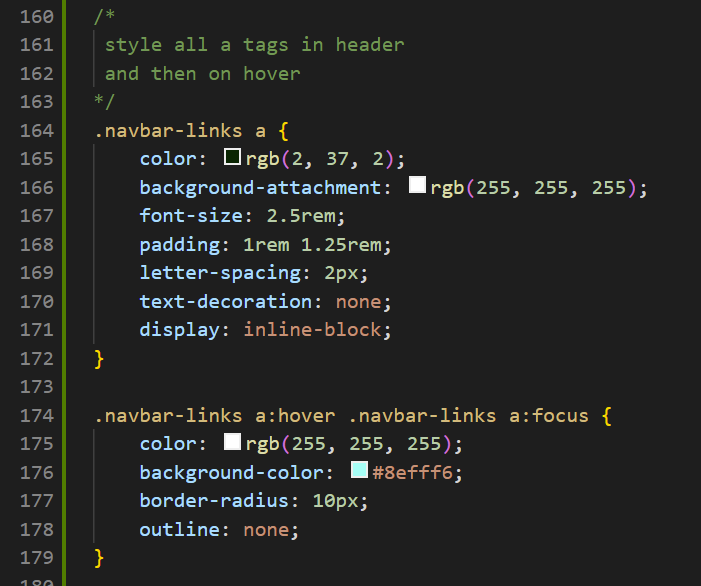 160 /*
161 style all a tags in header
162 and then on hover
163 */
164 .navbar-links a {
165 color: rgb(2, 37, 2);
166 background-attachment: rgb(255, 255, 255);
167 font-size: 2.5rem;
168 padding: 1rem 1.25rem;
169 letter-spacing: 2px;
170 text-decoration: none;
171 display: inline-block;
172 }
173
174 .navbar-links a:hover .navbar-links a:focus {
175 color: rgb(255, 255, 255);
176 background-color: #8efff6;
177 border-radius: 10px;
178 outline: none;
179 }
180